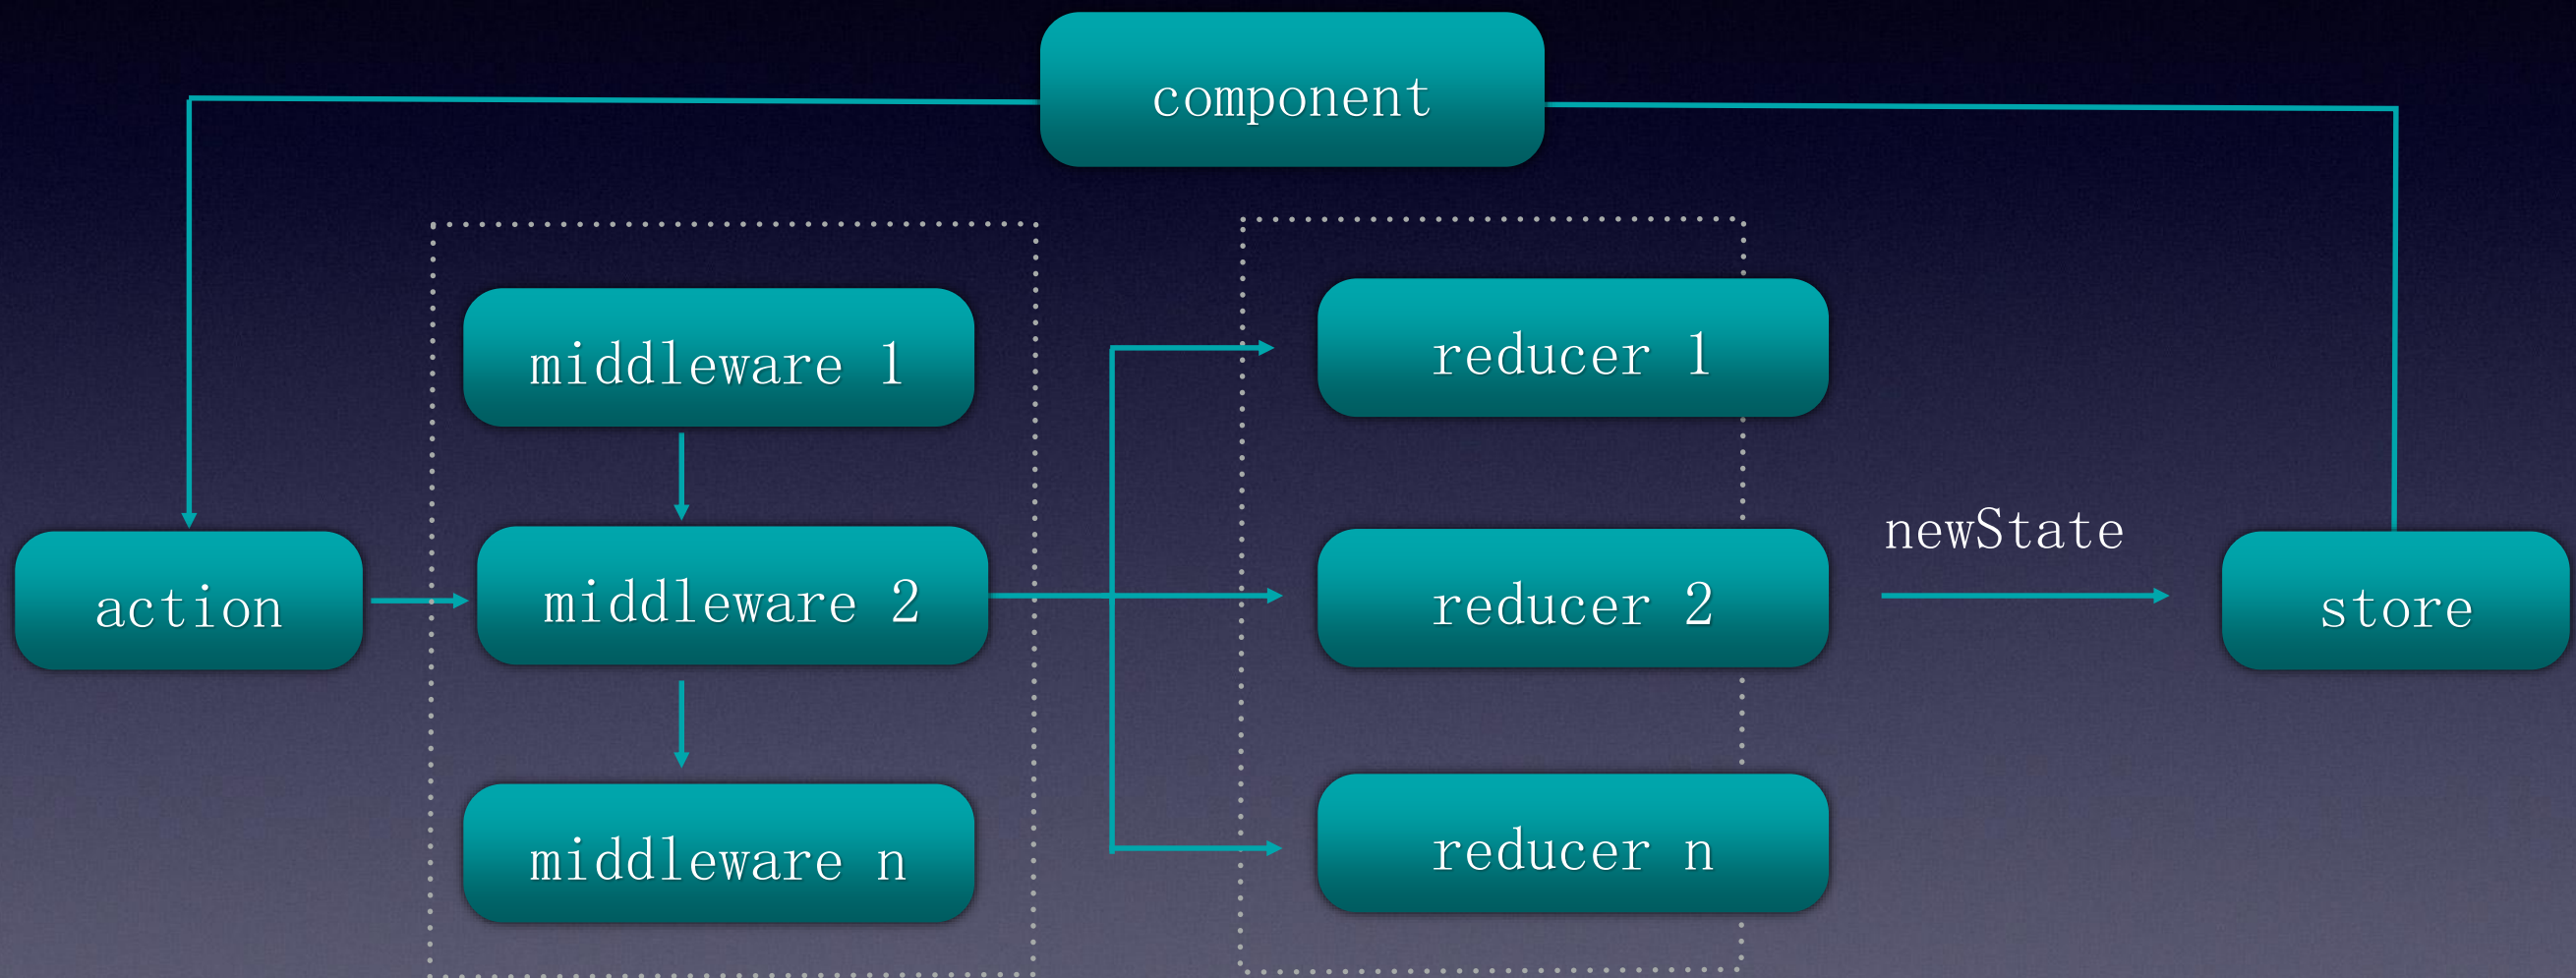 component
middleware 1
reducer 1
newState
action
middleware 2
reducer 2
store
middleware n
reducer n